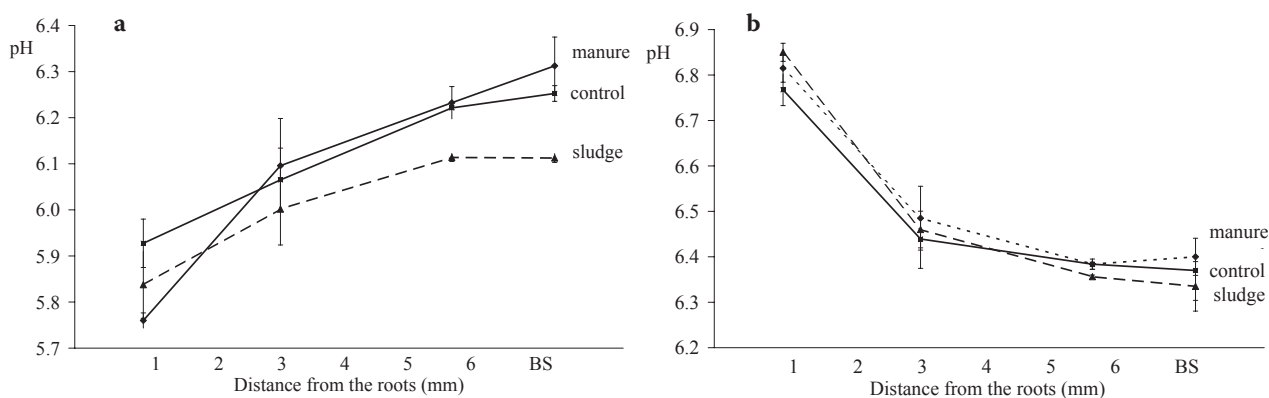 a
pH
6.4
6.3
6.2
6.1
6.0
5.9
5.8
5.7
manure
control
sludge
1 2 3 4 5 6 BS
Distance from the roots (mm)
b
pH
6.9
6.8
6.7
6.6
6.5
6.4
6.3
6.2
manure
control
sludge
1 2 3 4 5 6 BS
Distance from the roots (mm)